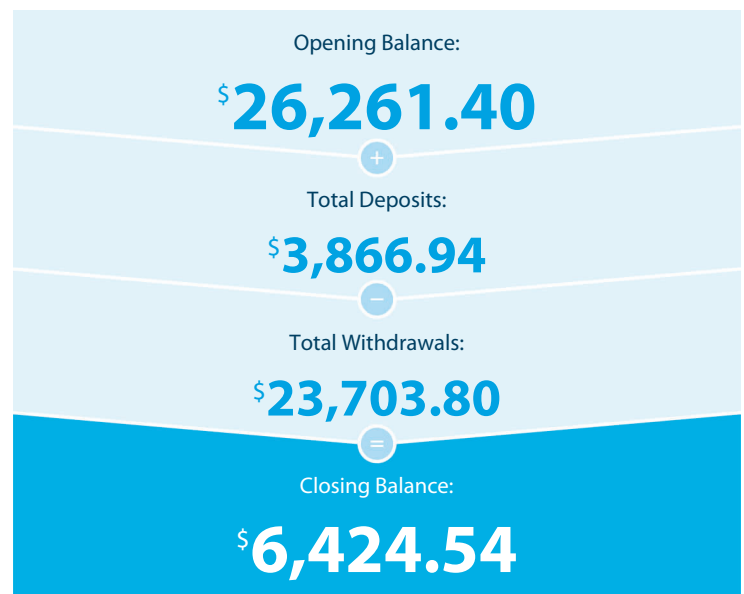 Opening Balance:
$26,261.40
+
Total Deposits:
$3,866.94
−
Total Withdrawals:
$23,703.80
=
Closing Balance:
$6,424.54